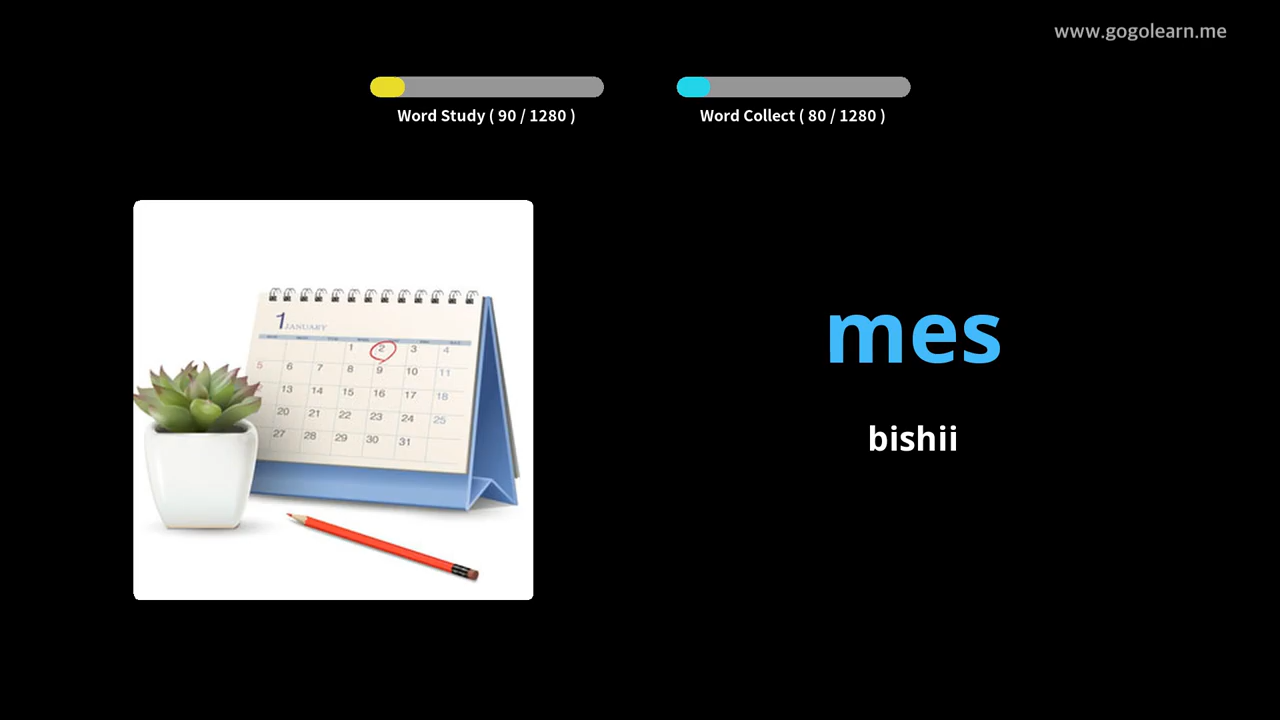 www.gogolearn.me
Word Study ( 90 / 1280 )
Word Collect ( 80 / 1280 )
1 JANUARY
1 2 3 4
5 6 7 8 9 10 11
13 14 15 16 17 18
20 21 22 23 24 25
27 28 29 30 31
mes
bishii